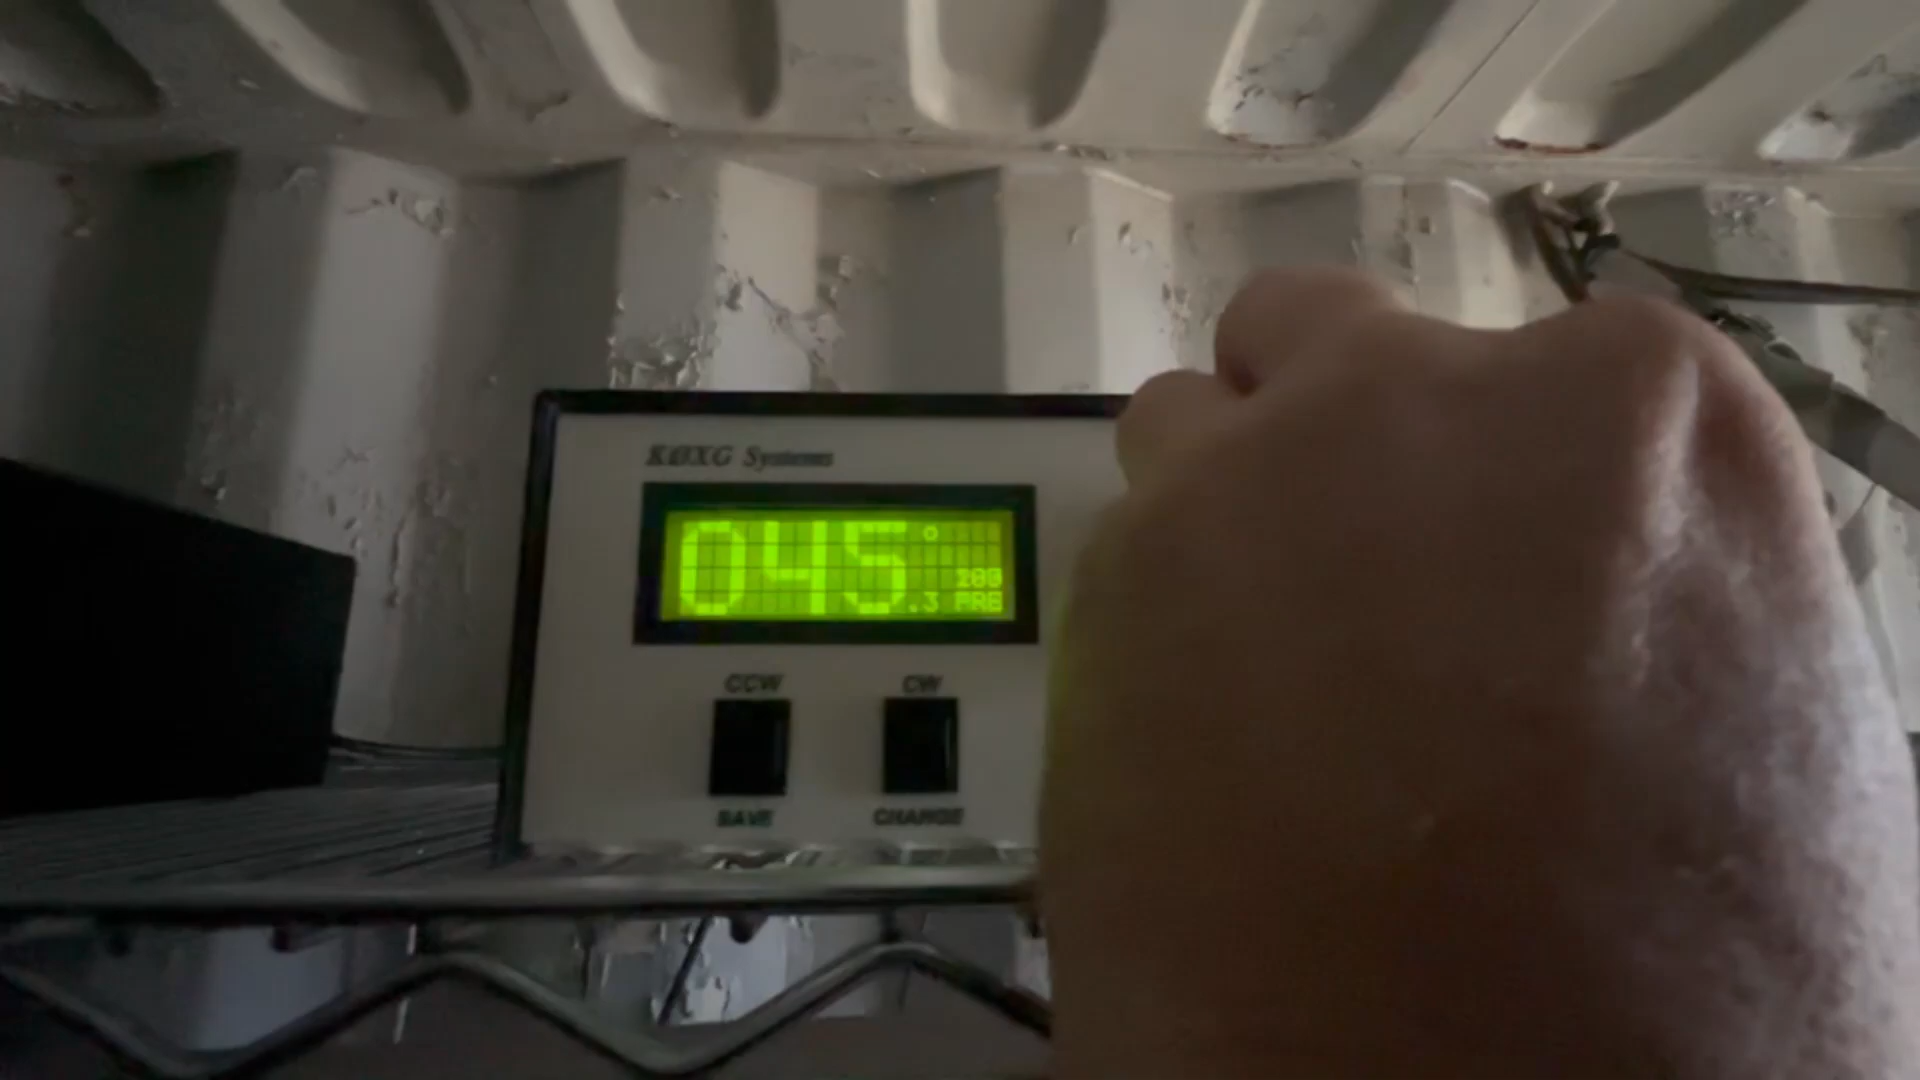 KØXG Systems
045°
180
.3 PRE
CCW CW
SAVE CHANGE